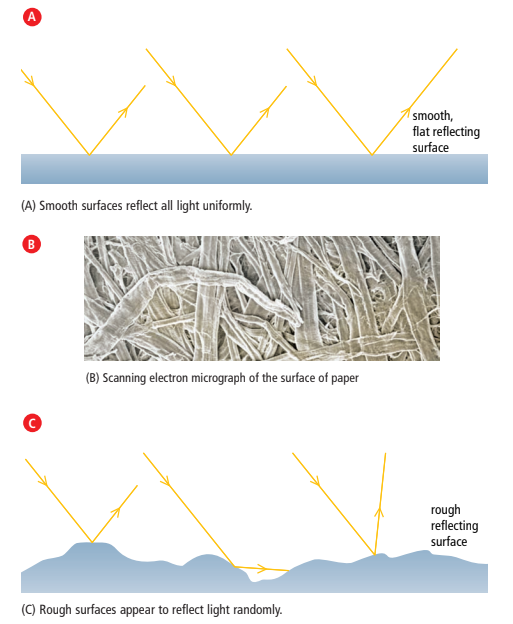 A
smooth,
flat reflecting
surface
(A) Smooth surfaces reflect all light uniformly.
B
(B) Scanning electron micrograph of the surface of paper
C
rough
reflecting
surface
(C) Rough surfaces appear to reflect light randomly.